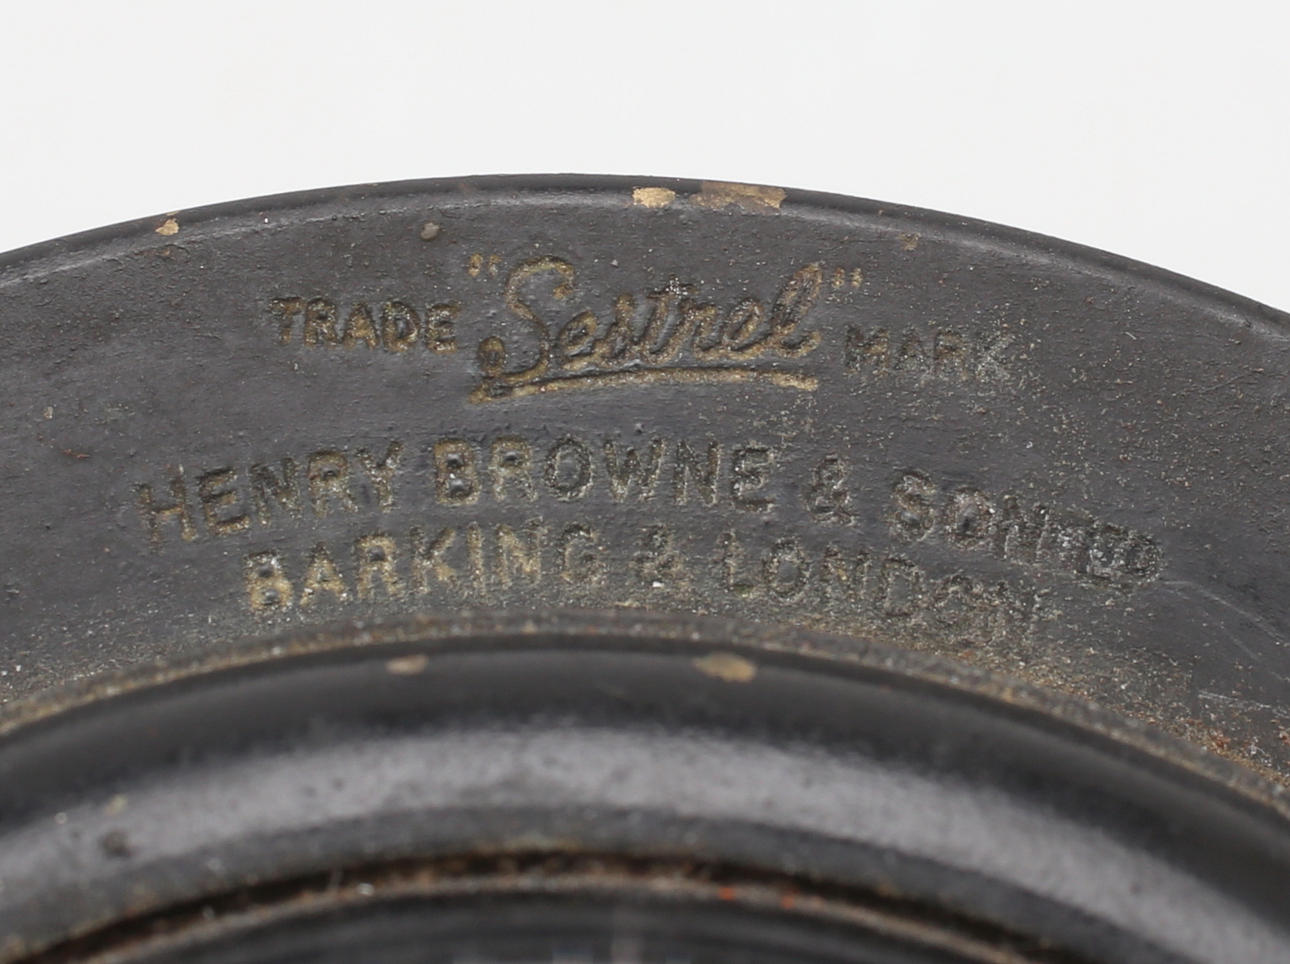 TRADE "Sestrel" MARK
HENRY BROWNE & SON LTD
BARKING & LONDON